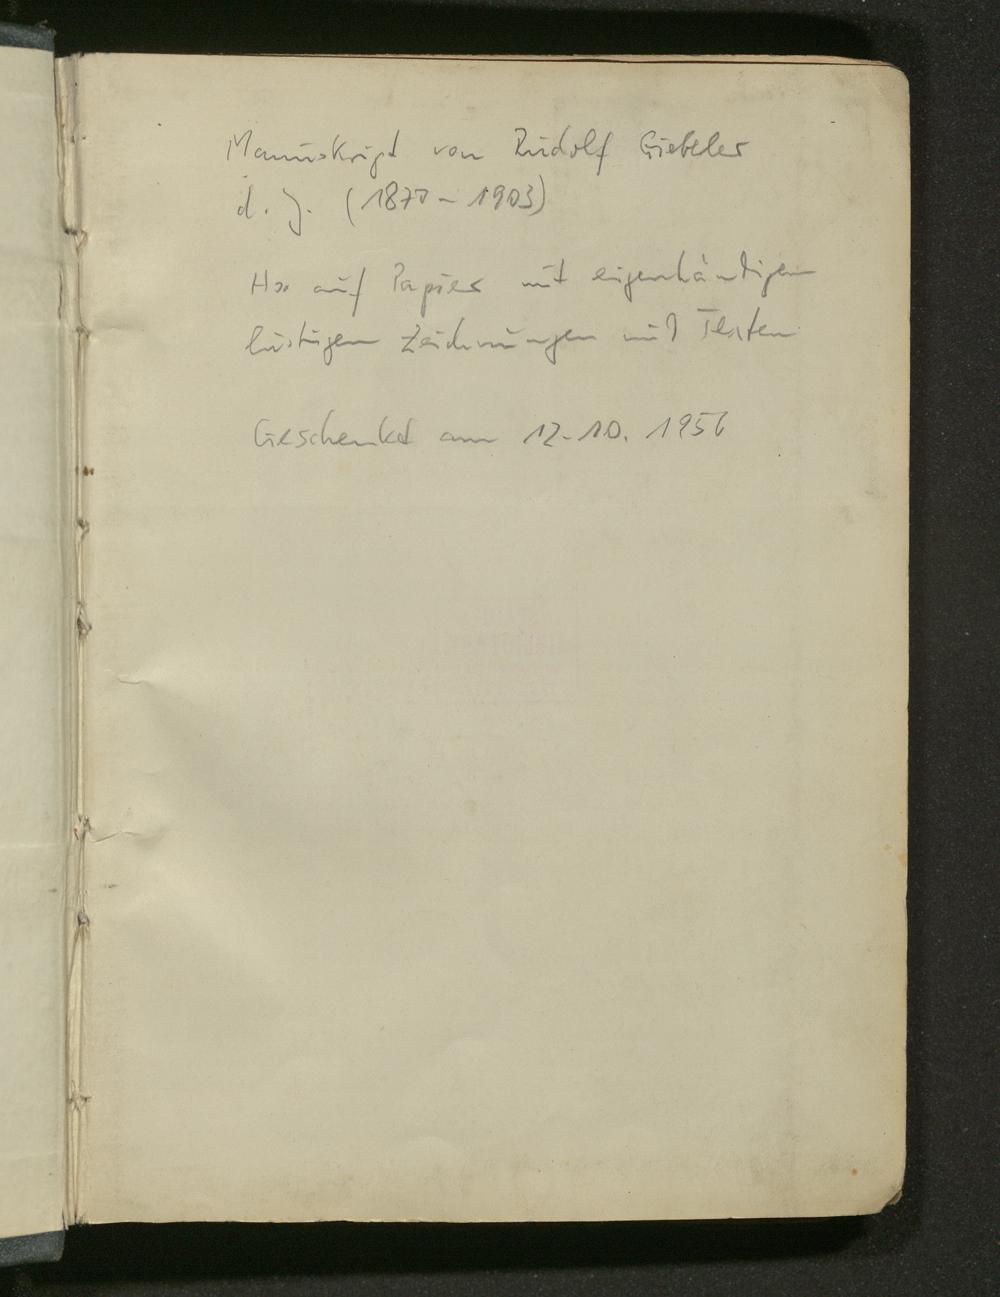 Manuskript von Rudolf Giebeler
d. J. (1870 - 1903)
Hs auf Papier mit eigenhändigen
lustigen Zeichnungen und Texten
Geschenkt am 12.10. 1956